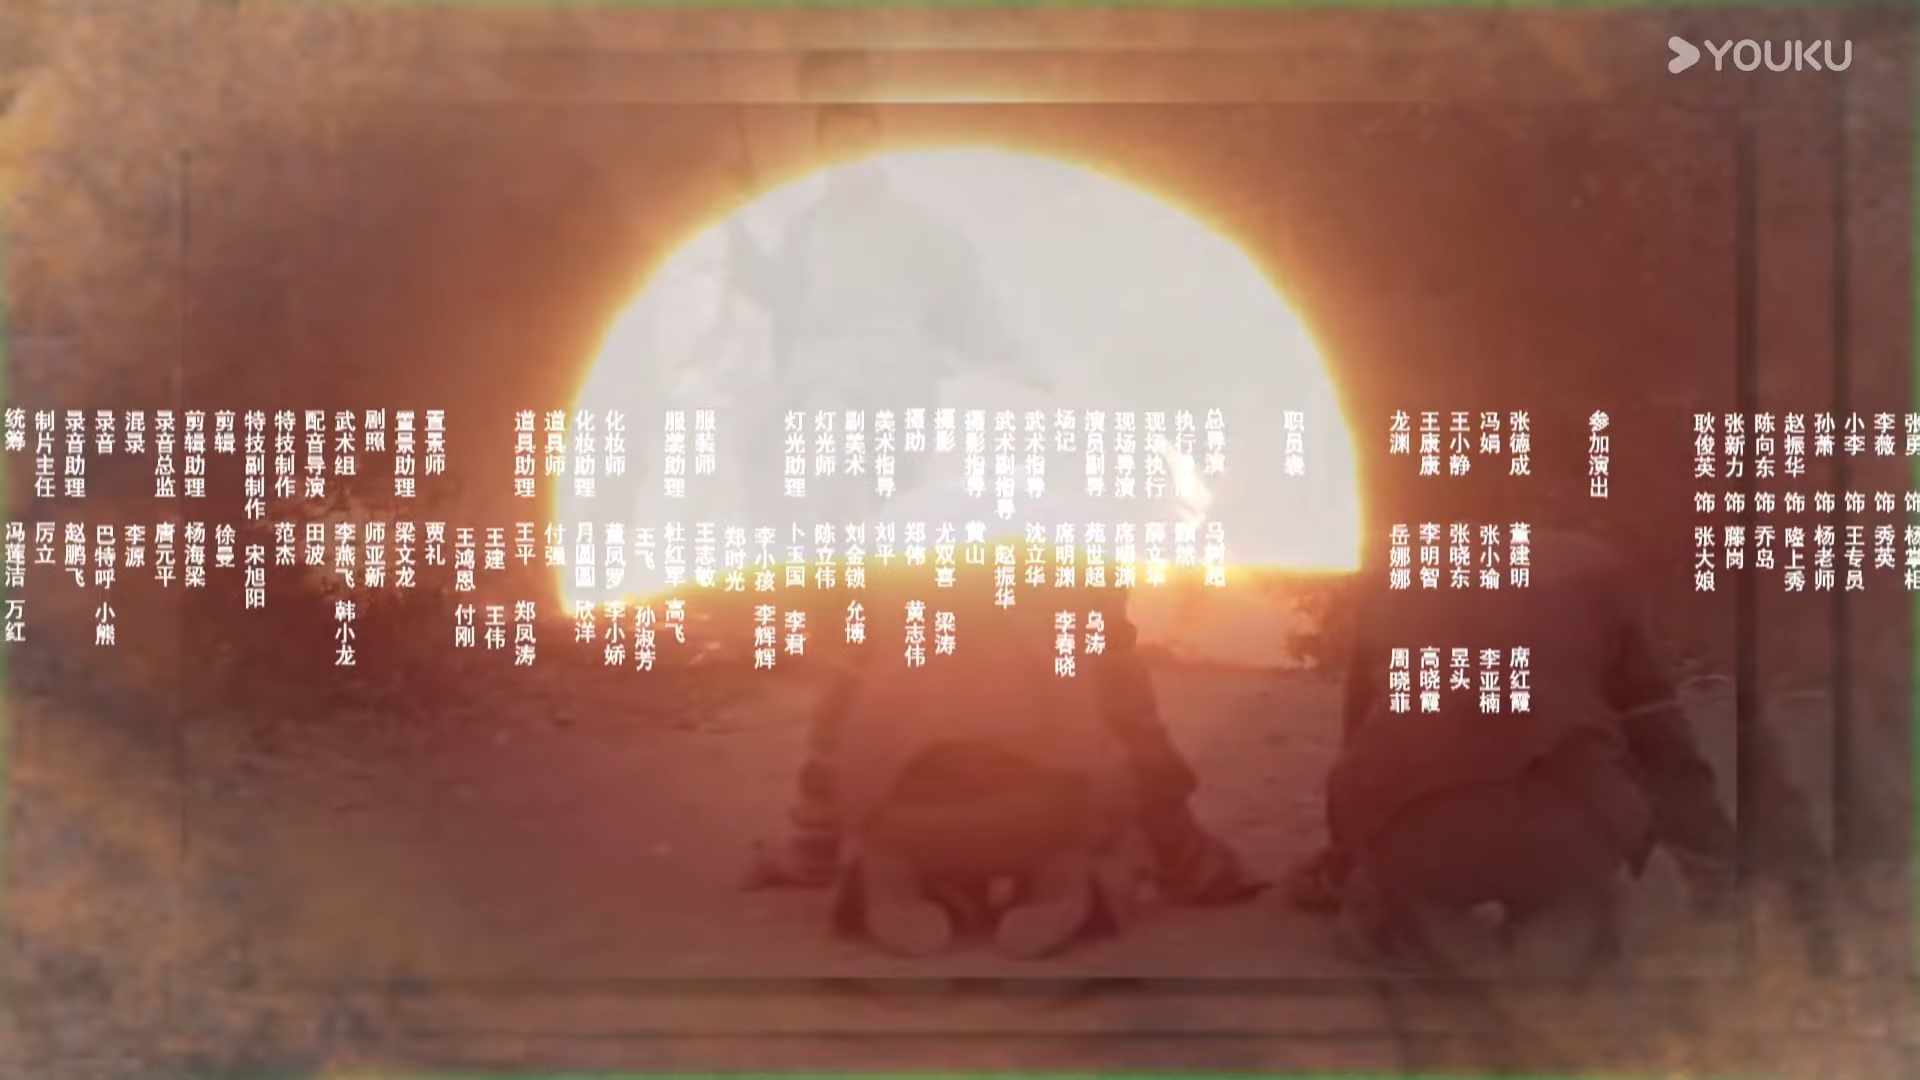 YOUKU
张勇 饰 杨掌柜
李薇 饰 秀英
小李 饰 王专员
孙萧 饰 杨老师
赵振华 饰 隆上秀
陈向东 饰 乔岛
张新力 饰 藤岗
耿俊英 饰 张大娘
参加演出
张德成 董建明 席红霞
冯娟 张小瑜 李亚楠
王小静 张晓东 昱头
王康康 李明智 高晓霞
龙渊 岳娜娜 周晓菲
职员表
总导演 马树超
执行
现场执行 薛文华
现场导演 席明渊
演员副导 苑世超 乌涛
场记 席明渊 李春晓
武术指导 沈立华
武术副指导 赵振华
摄影指导 黄山
摄影 尤双喜 梁涛
摄助 郑伟 黄志伟
美术指导 刘平
副美术 刘金锁 允博
灯光师 陈立伟
灯光助理 卜玉国 李君
李小孩 李辉辉
郑时光
服装师 王志敏
服装助理 杜红军 高飞
王飞 孙淑芳
化妆师 董凤罗 李小娇
化妆助理 月圆圆 欣洋
道具师 付强
道具助理 王平 郑凤涛
王建 王伟
王鸿恩 付刚
置景师 贾礼
置景助理 梁文龙
剧照 师亚新
武术组 李燕飞 韩小龙
配音导演 田波
特技制作 范杰
特技副制作 宋旭阳
剪辑 徐曼
剪辑助理 杨海梁
录音总监 唐元平
混录 李源
录音 巴特呼 小熊
录音助理 赵鹏飞
制片主任 厉立
统筹 冯莲洁 万红